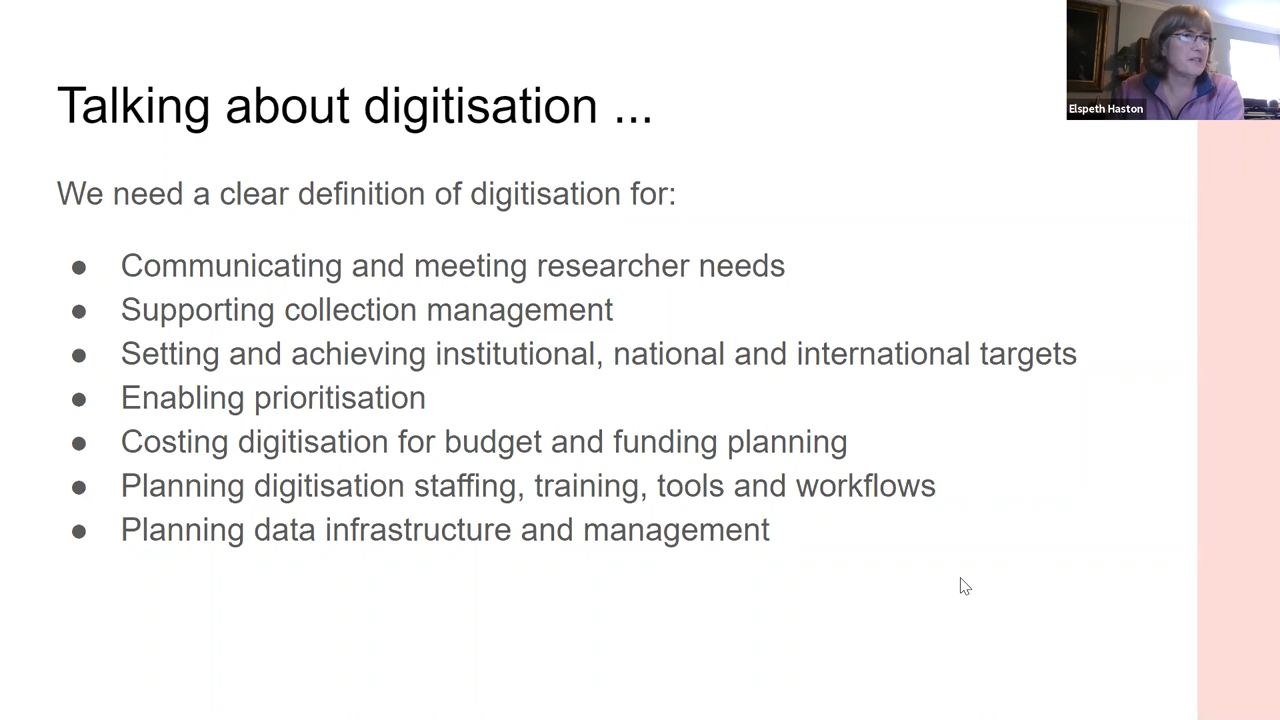 Talking about digitisation ...
Elspeth Haston
We need a clear definition of digitisation for:
● Communicating and meeting researcher needs
● Supporting collection management
● Setting and achieving institutional, national and international targets
● Enabling prioritisation
● Costing digitisation for budget and funding planning
● Planning digitisation staffing, training, tools and workflows
● Planning data infrastructure and management